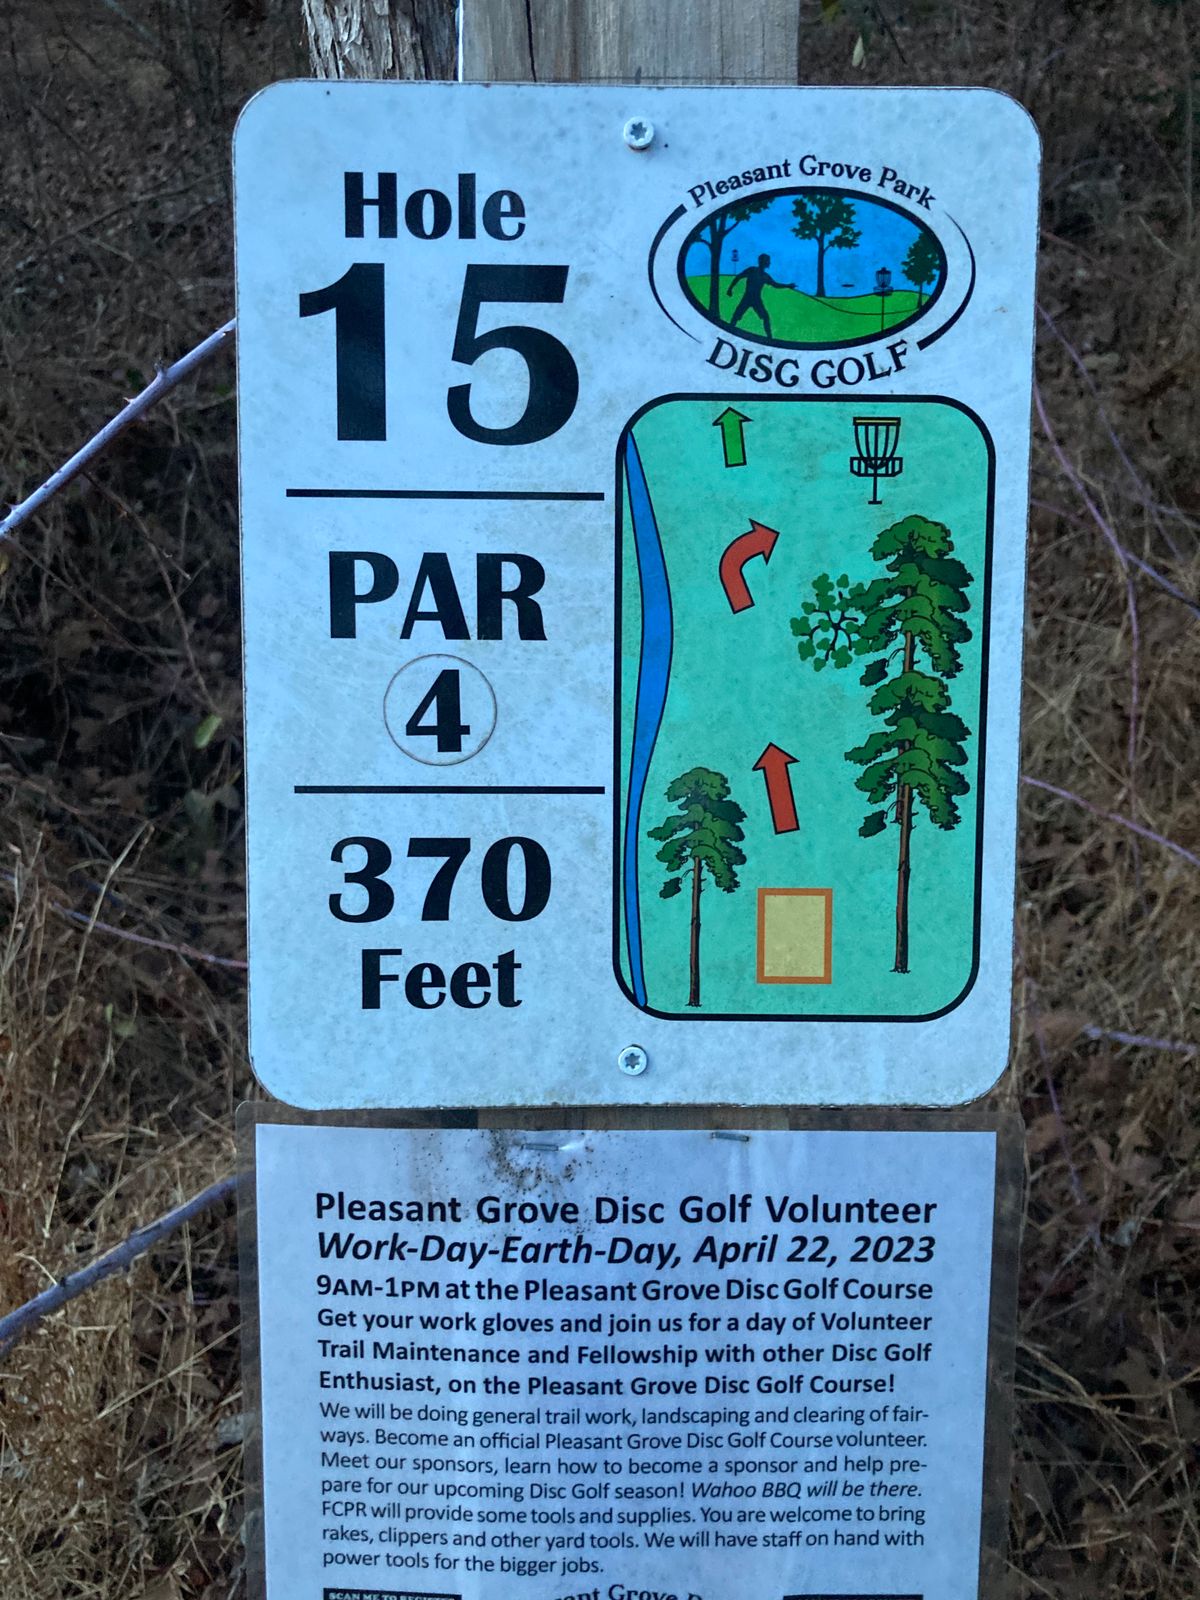 Hole
15
PAR
4
370
Feet
Pleasant Grove Park
DISC GOLF
Pleasant Grove Disc Golf Volunteer
Work-Day-Earth-Day, April 22, 2023
9AM-1PM at the Pleasant Grove Disc Golf Course
Get your work gloves and join us for a day of Volunteer
Trail Maintenance and Fellowship with other Disc Golf
Enthusiast, on the Pleasant Grove Disc Golf Course!
We will be doing general trail work, landscaping and clearing of fair-
ways. Become an official Pleasant Grove Disc Golf Course volunteer.
Meet our sponsors, learn how to become a sponsor and help pre-
pare for our upcoming Disc Golf season! Wahoo BBQ will be there.
FCPR will provide some tools and supplies. You are welcome to bring
rakes, clippers and other yard tools. We will have staff on hand with
power tools for the bigger jobs.
SCAN ME TO REGISTER
Grove